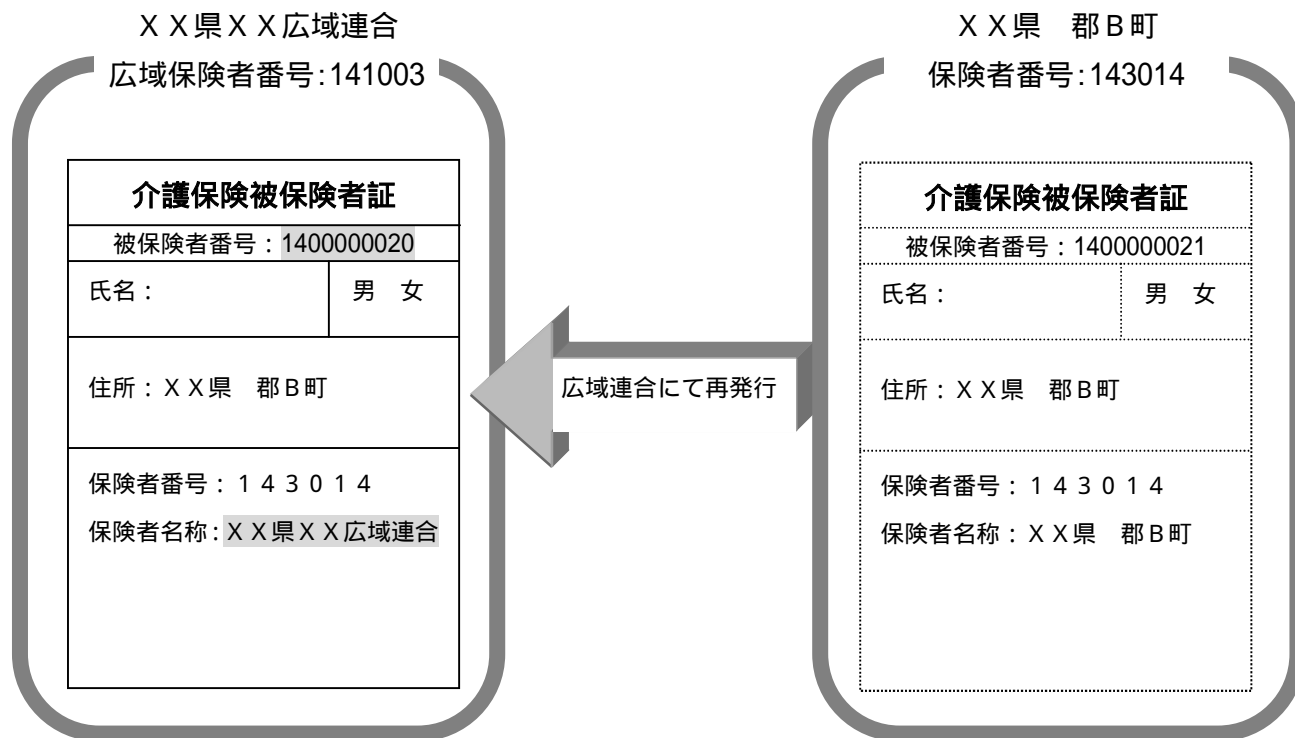 ＸＸ県ＸＸ広域連合
広域保険者番号:141003
介護保険被保険者証
被保険者番号：1400000020
氏名：
男　女
住所：ＸＸ県　郡Ｂ町
保険者番号：１４３０１４
保険者名称：ＸＸ県ＸＸ広域連合
広域連合にて再発行
ＸＸ県　郡Ｂ町
保険者番号:143014
介護保険被保険者証
被保険者番号：1400000021
氏名：
男　女
住所：ＸＸ県　郡Ｂ町
保険者番号：１４３０１４
保険者名称：ＸＸ県　郡Ｂ町